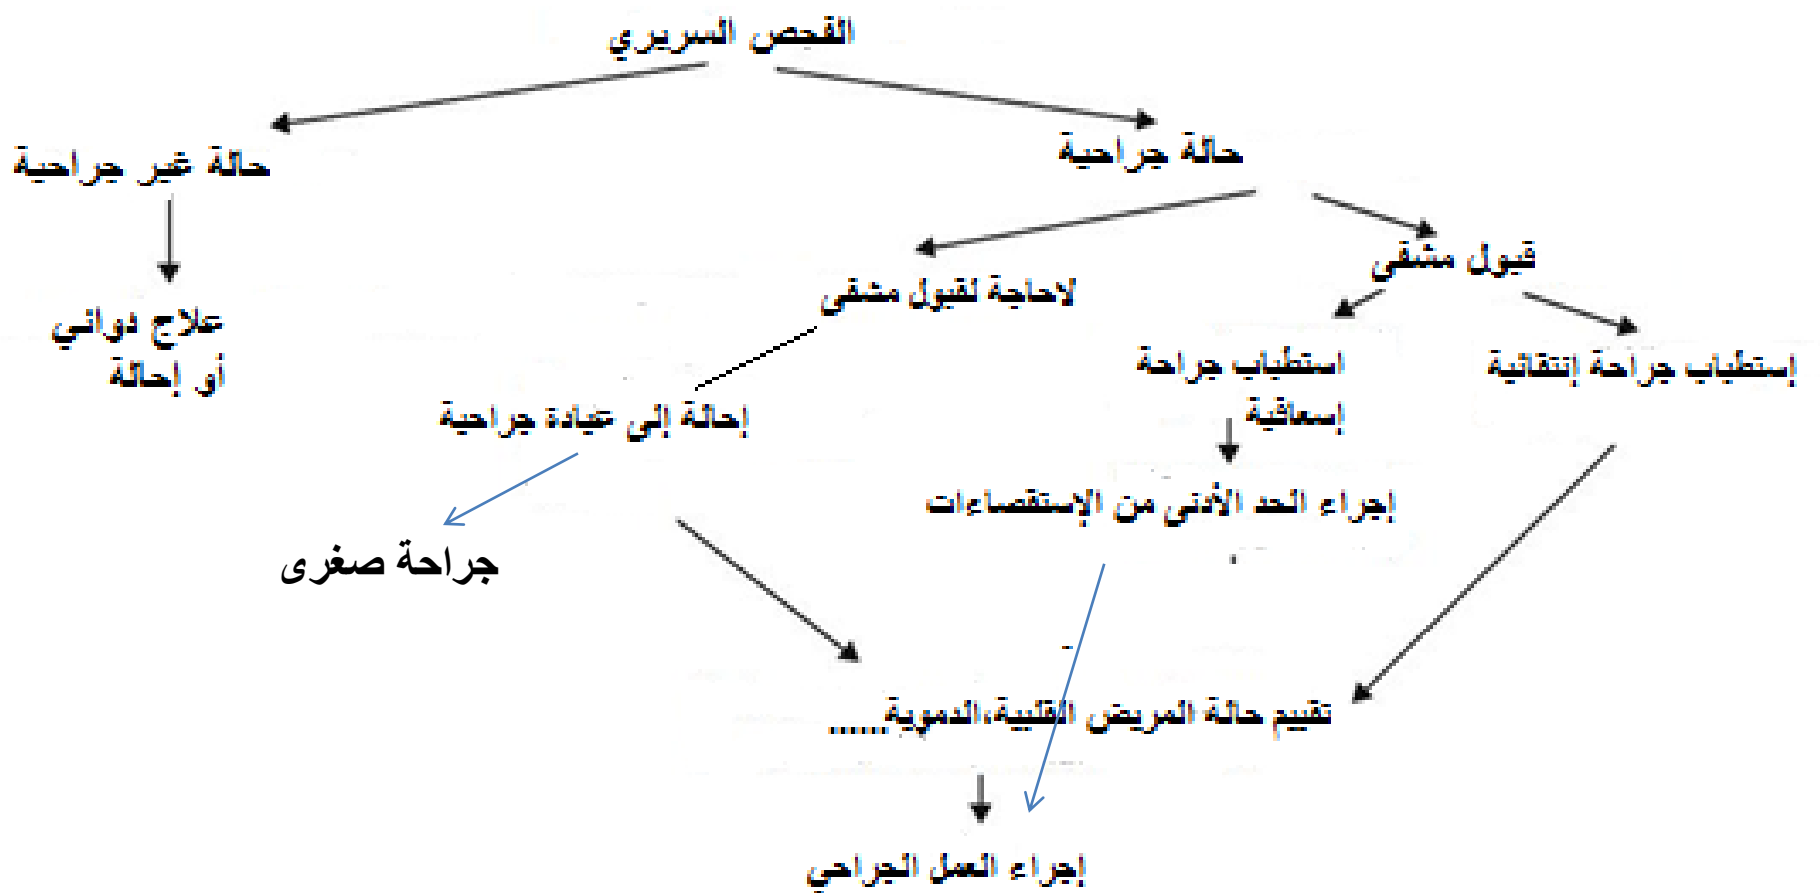 الفحص السريري
حالة جراحية
حالة غير جراحية
قبول مشفى
لاحاجة لقبول مشفى
علاج دوائي
أو إحالة
إستطباب جراحة إنتقائية
استطباب جراحة
إسعافية
إحالة إلى عيادة جراحية
إجراء الحد الأدنى من الإستقصاءات
جراحة صغرى
تقييم حالة المريض القلبية،الدموية......
إجراء العمل الجراحي